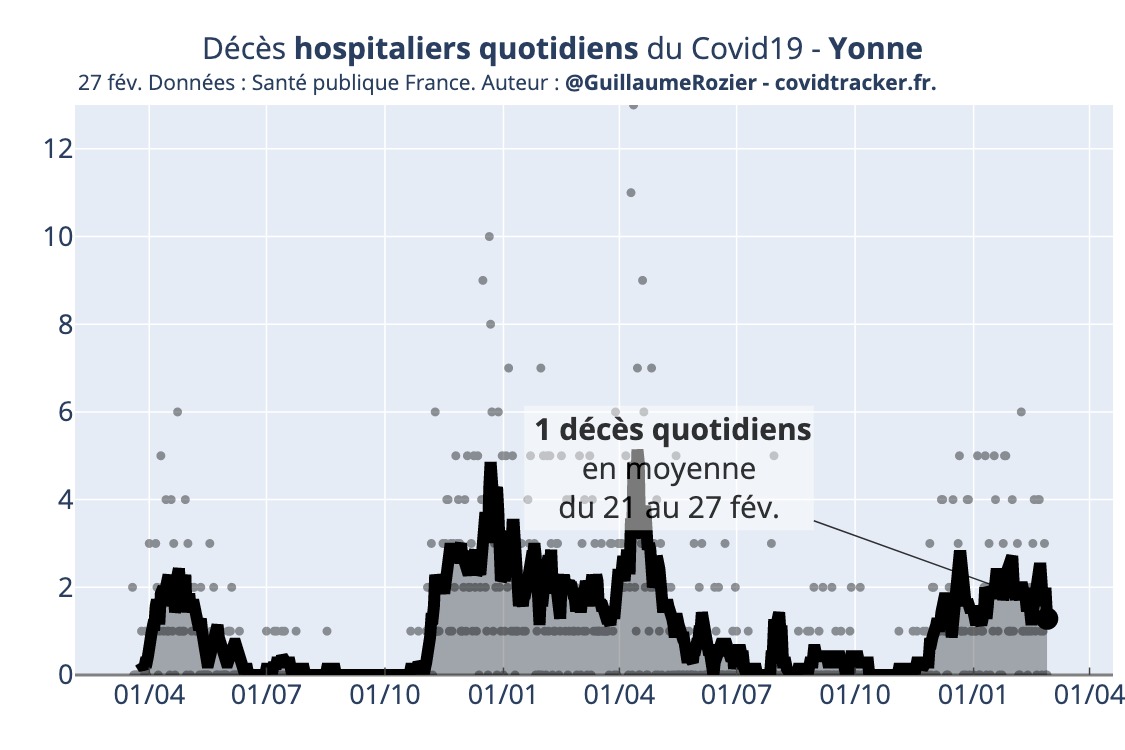 Décès hospitaliers quotidiens du Covid19 - Yonne
27 fév. Données : Santé publique France. Auteur : @GuillaumeRozier - covidtracker.fr.
12
10
8
6
4
2
0
1 décès quotidiens
en moyenne
du 21 au 27 fév.
01/04 01/07 01/10 01/01 01/04 01/07 01/10 01/01 01/04